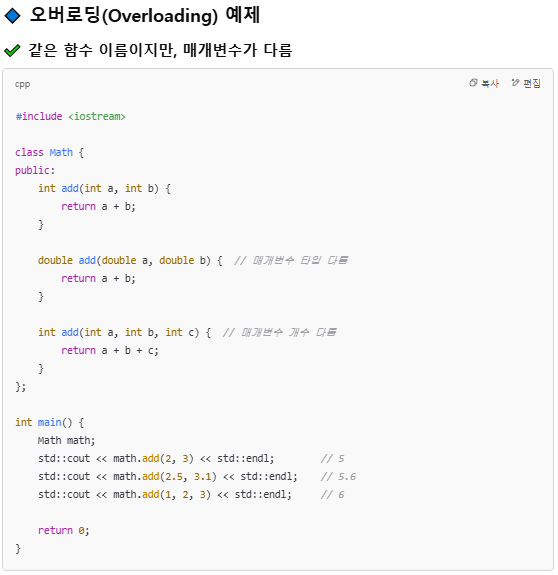 오버로딩(Overloading) 예제
같은 함수 이름이지만, 매개변수가 다름
cpp 복사 편집
#include <iostream>
class Math {
public:
    int add(int a, int b) {
        return a + b;
    }
    double add(double a, double b) {  // 매개변수 타입 다름
        return a + b;
    }
    int add(int a, int b, int c) {  // 매개변수 개수 다름
        return a + b + c;
    }
};
int main() {
    Math math;
    std::cout << math.add(2, 3) << std::endl;        // 5
    std::cout << math.add(2.5, 3.1) << std::endl;    // 5.6
    std::cout << math.add(1, 2, 3) << std::endl;     // 6
    return 0;
}